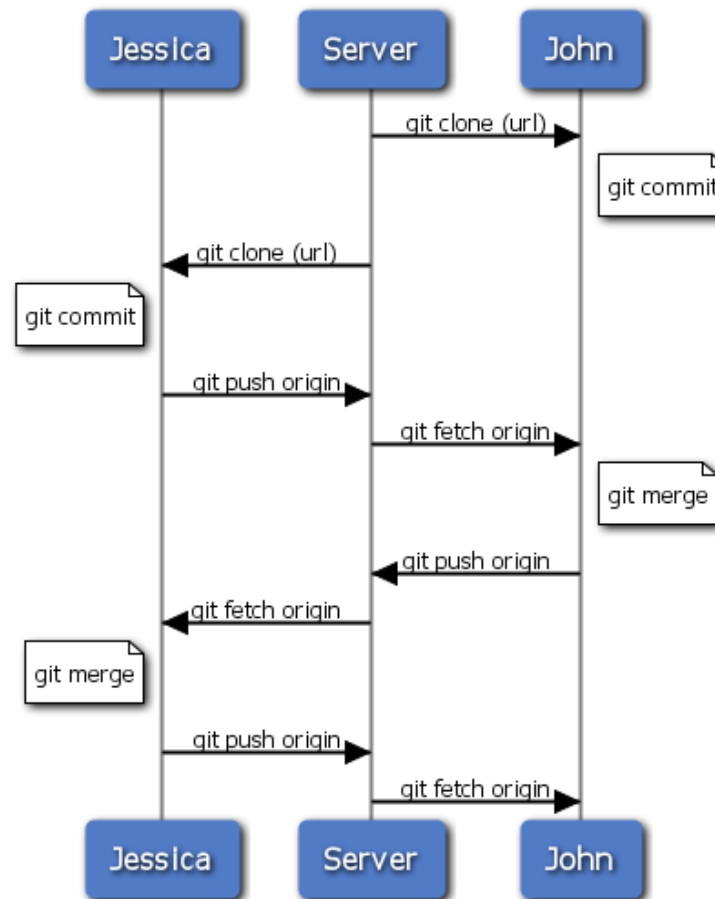 Jessica
Server
John
git clone (url)
git commit
git clone (url)
git commit
git push origin
git fetch origin
git merge
git push origin
git fetch origin
git merge
git push origin
git fetch origin
Jessica
Server
John